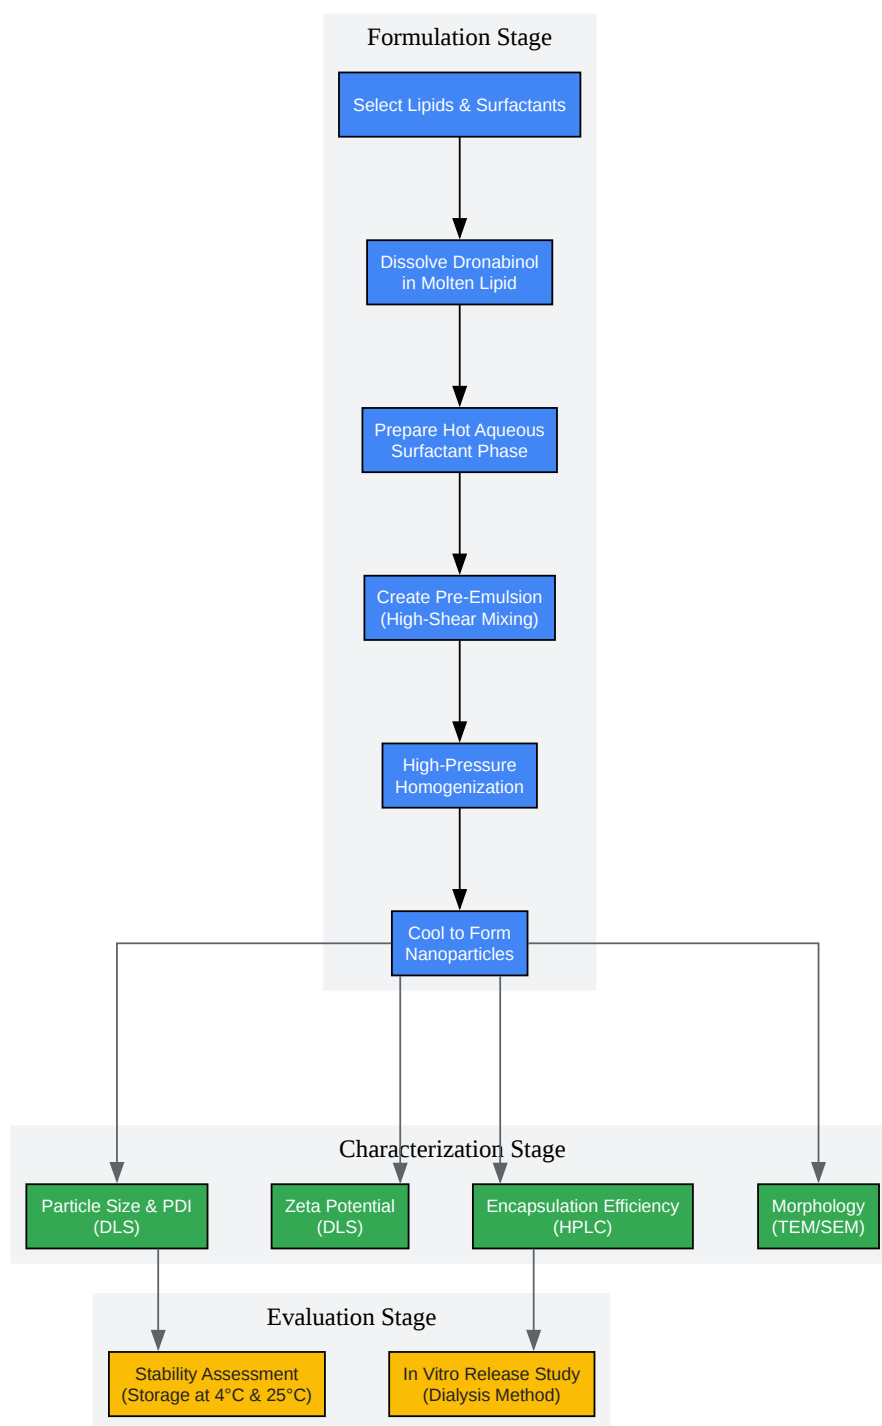 Formulation Stage
Select Lipids & Surfactants
Dissolve Dronabinol
in Molten Lipid
Prepare Hot Aqueous
Surfactant Phase
Create Pre-Emulsion
(High-Shear Mixing)
High-Pressure
Homogenization
Cool to Form
Nanoparticles
Characterization Stage
Particle Size & PDI
(DLS)
Zeta Potential
(DLS)
Encapsulation Efficiency
(HPLC)
Morphology
(TEM/SEM)
Evaluation Stage
Stability Assessment
(Storage at 4°C & 25°C)
In Vitro Release Study
(Dialysis Method)